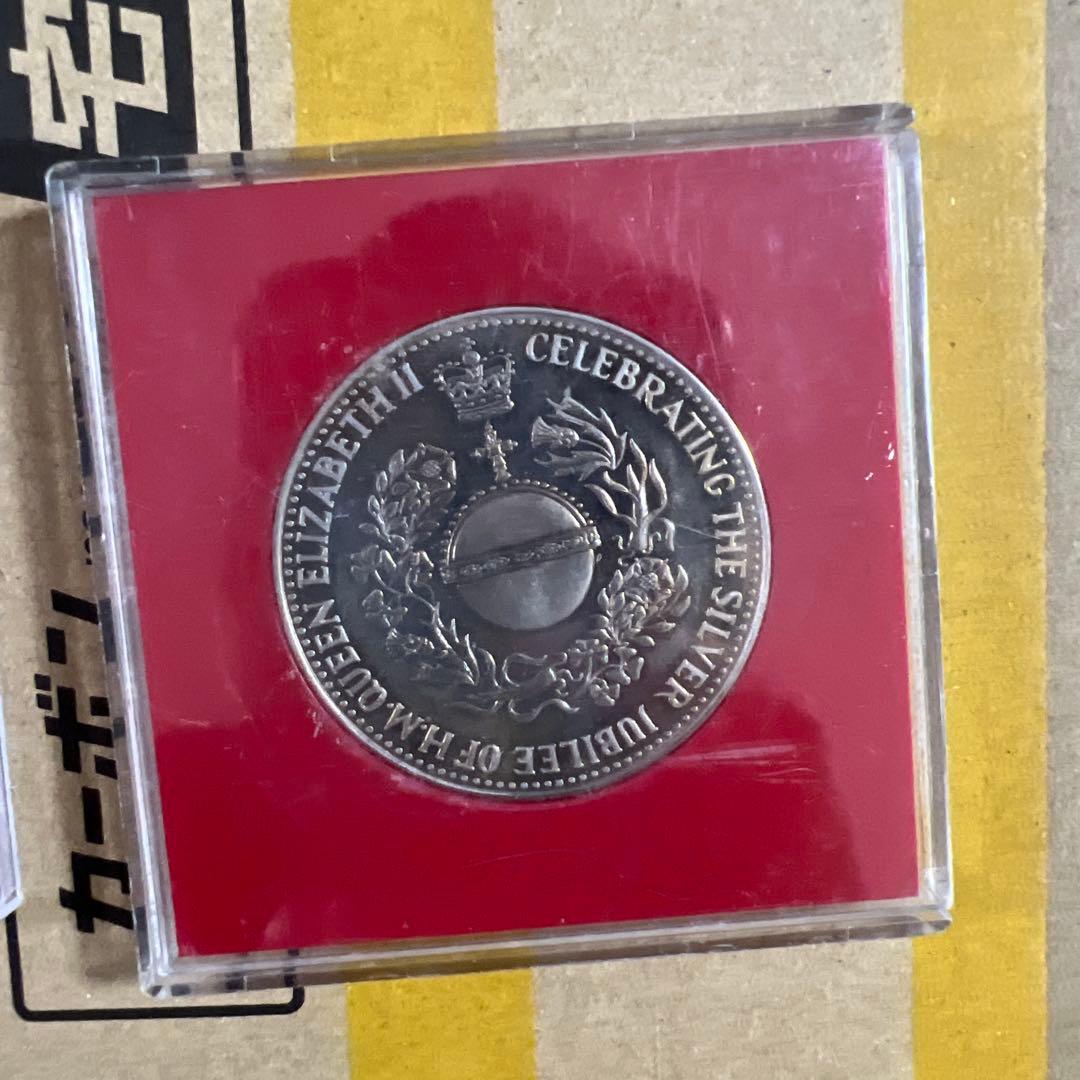 CELEBRATING THE SILVER JUBILEE OF H.M. QUEEN ELIZABETH II
カーボン